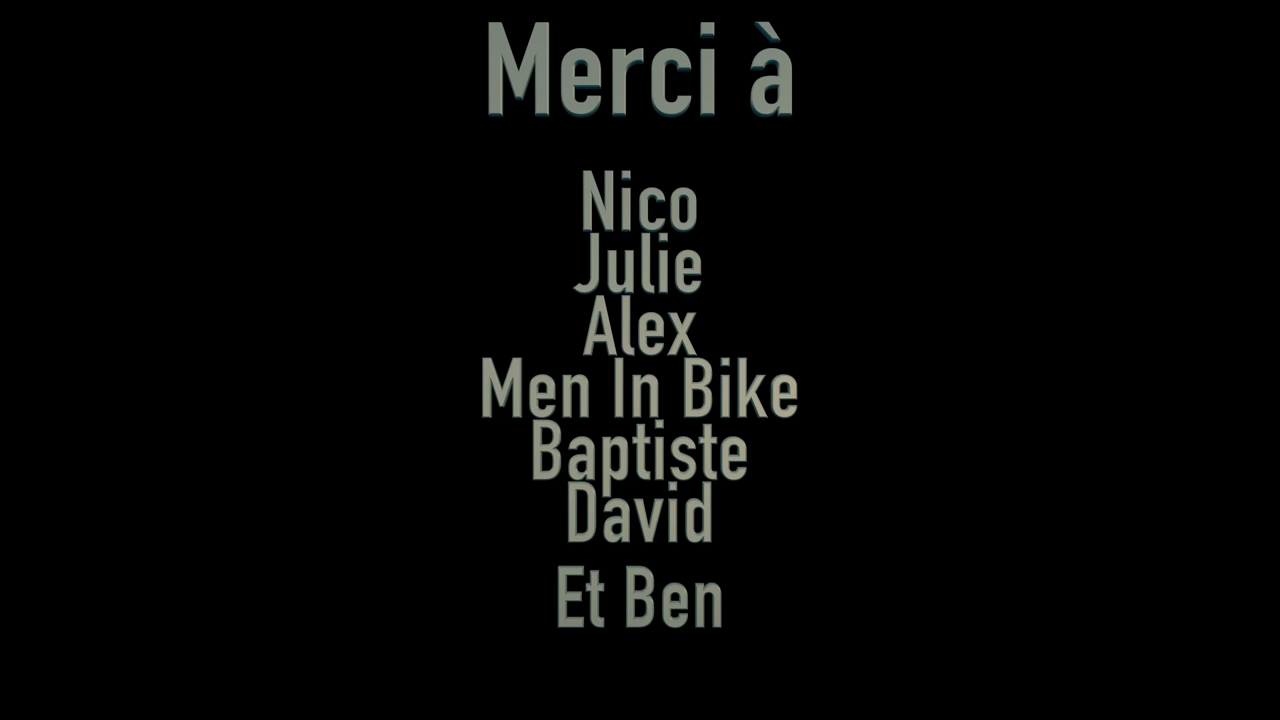 Merci à
Nico
Julie
Alex
Men In Bike
Baptiste
David
Et Ben